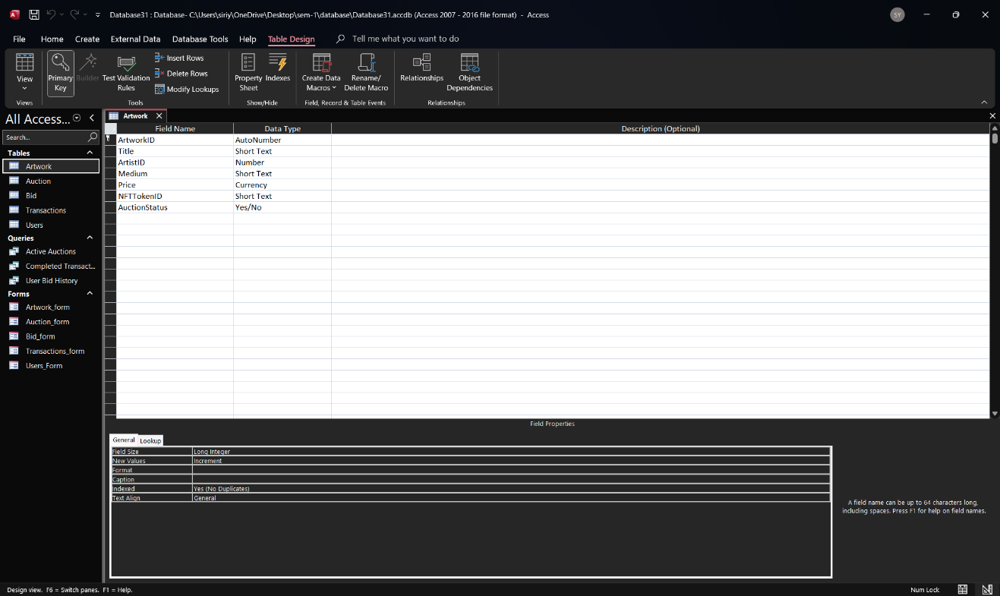 Database31 : Database- C:\Users\siriy\OneDrive\Desktop\sem-1\database\Database31.accdb (Access 2007 - 2016 file format) - Access
SY
File Home Create External Data Database Tools Help Table Design Tell me what you want to do
View
Primary Key
Builder
Test Validation Rules
Insert Rows
Delete Rows
Modify Lookups
Property Sheet
Indexes
Create Data Macros
Rename/ Delete Macro
Relationships
Object Dependencies
Views Tools Show/Hide Field, Record & Table Events Relationships
All Access...
Search...
Tables
Artwork
Auction
Bid
Transactions
Users
Queries
Active Auctions
Completed Transact...
User Bid History
Forms
Artwork_form
Auction_form
Bid_form
Transactions_form
Users_Form
Artwork
Field Name Data Type Description (Optional)
ArtworkID AutoNumber
Title Short Text
ArtistID Number
Medium Short Text
Price Currency
NFTTokenID Short Text
AuctionStatus Yes/No
Field Properties
General Lookup
Field Size Long Integer
New Values Increment
Format
Caption
Indexed Yes (No Duplicates)
Text Align General
A field name can be up to 64 characters long,
including spaces. Press F1 for help on field names.
Design view. F6 = Switch panes. F1 = Help.
Num Lock